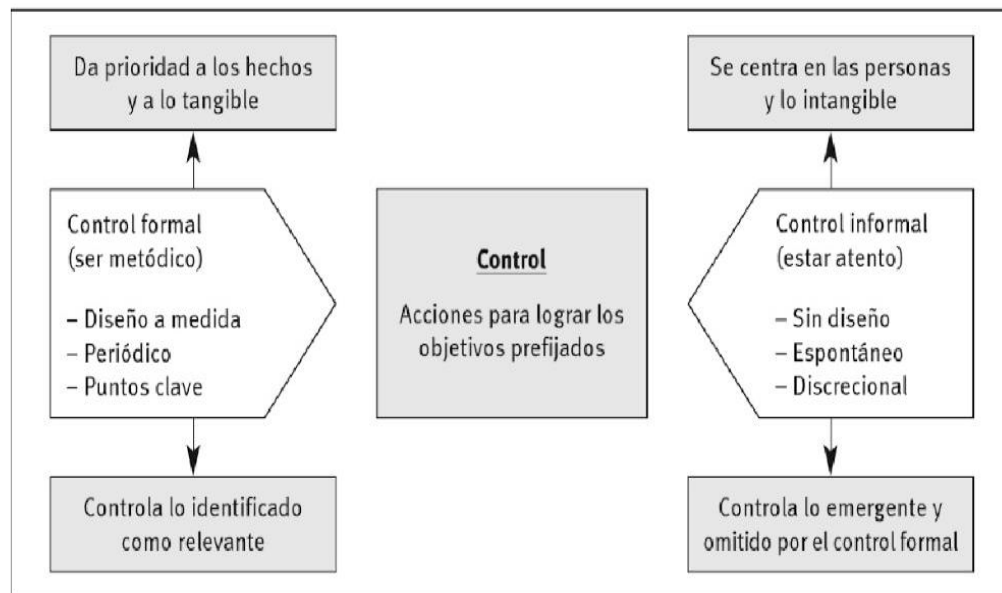 Da prioridad a los hechos
y a lo tangible
Control formal
(ser metódico)
– Diseño a medida
– Periódico
– Puntos clave
Controla lo identificado
como relevante
Control
Acciones para lograr los
objetivos prefijados
Se centra en las personas
y lo intangible
Control informal
(estar atento)
– Sin diseño
– Espontáneo
– Discrecional
Controla lo emergente y
omitido por el control formal